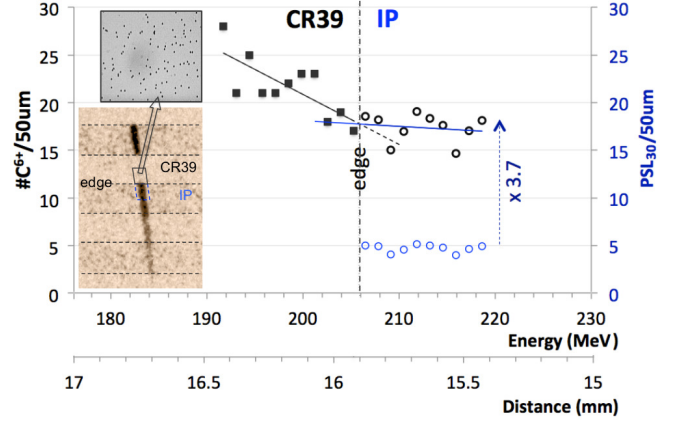 CR39 IP
30 30
25 25
20 20
15 15
10 10
5 5
0 0
#C⁶⁺/50um
PSL₃₀/50um
CR39
edge
IP
edge
x 3.7
180 190 200 210 220 230
Energy (MeV)
17 16.5 16 15.5 15
Distance (mm)